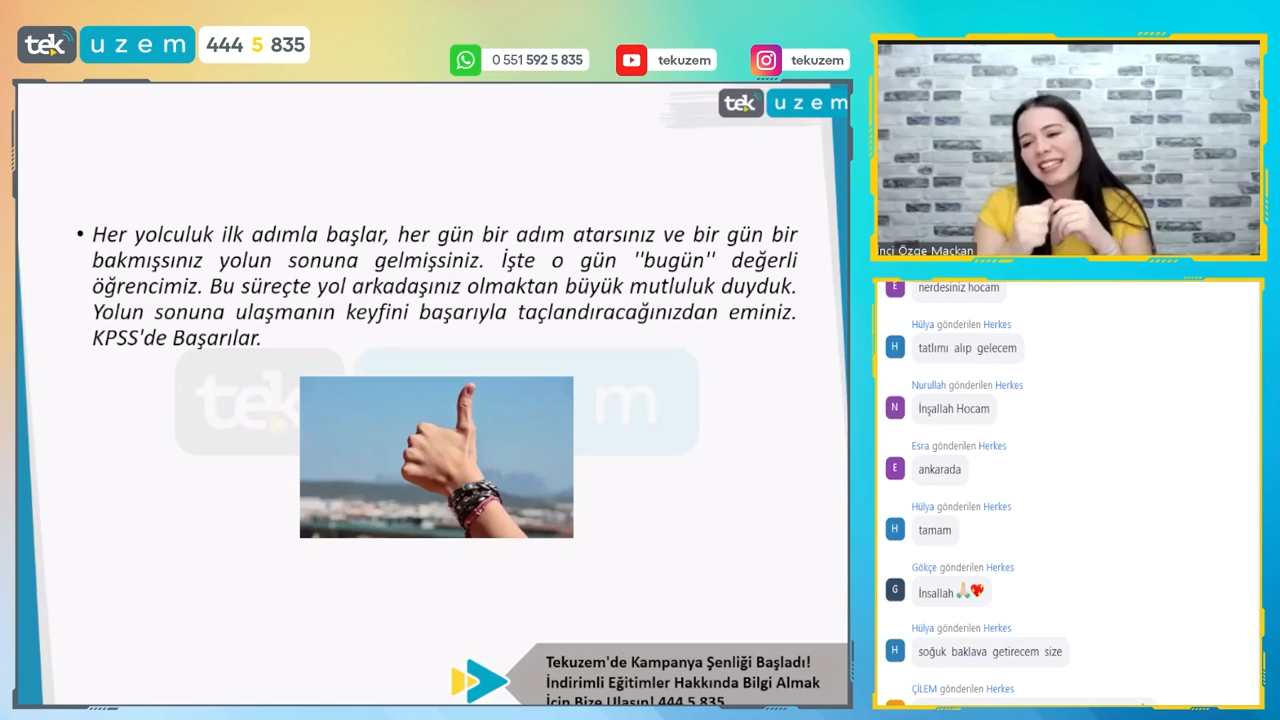 tek uzem 444 5 835
0 551 592 5 835
tekuzem
tekuzem
tek uzem
• Her yolculuk ilk adımla başlar, her gün bir adım atarsınız ve bir gün bir
bakmışsınız yolun sonuna gelmişsiniz. İşte o gün ''bugün'' değerli
öğrencimiz. Bu süreçte yol arkadaşınız olmaktan büyük mutluluk duyduk.
Yolun sonuna ulaşmanın keyfini başarıyla taçlandıracağınızdan eminiz.
KPSS'de Başarılar.
tek m
Tekuzem'de Kampanya Şenliği Başladı!
İndirimli Eğitimler Hakkında Bilgi Almak
İçin Bize Ulaşın! 444 5 835
nci Özge Maçkan
E
nerdesiniz hocam
Hülya gönderilen Herkes
H
tatlımı alıp gelecem
Nurullah gönderilen Herkes
N
İnşallah Hocam
Esra gönderilen Herkes
E
ankarada
Hülya gönderilen Herkes
H
tamam
Gökçe gönderilen Herkes
G
İnsallah 🙏🏻💖
Hülya gönderilen Herkes
H
soğuk baklava getirecem size
ÇİLEM gönderilen Herkes